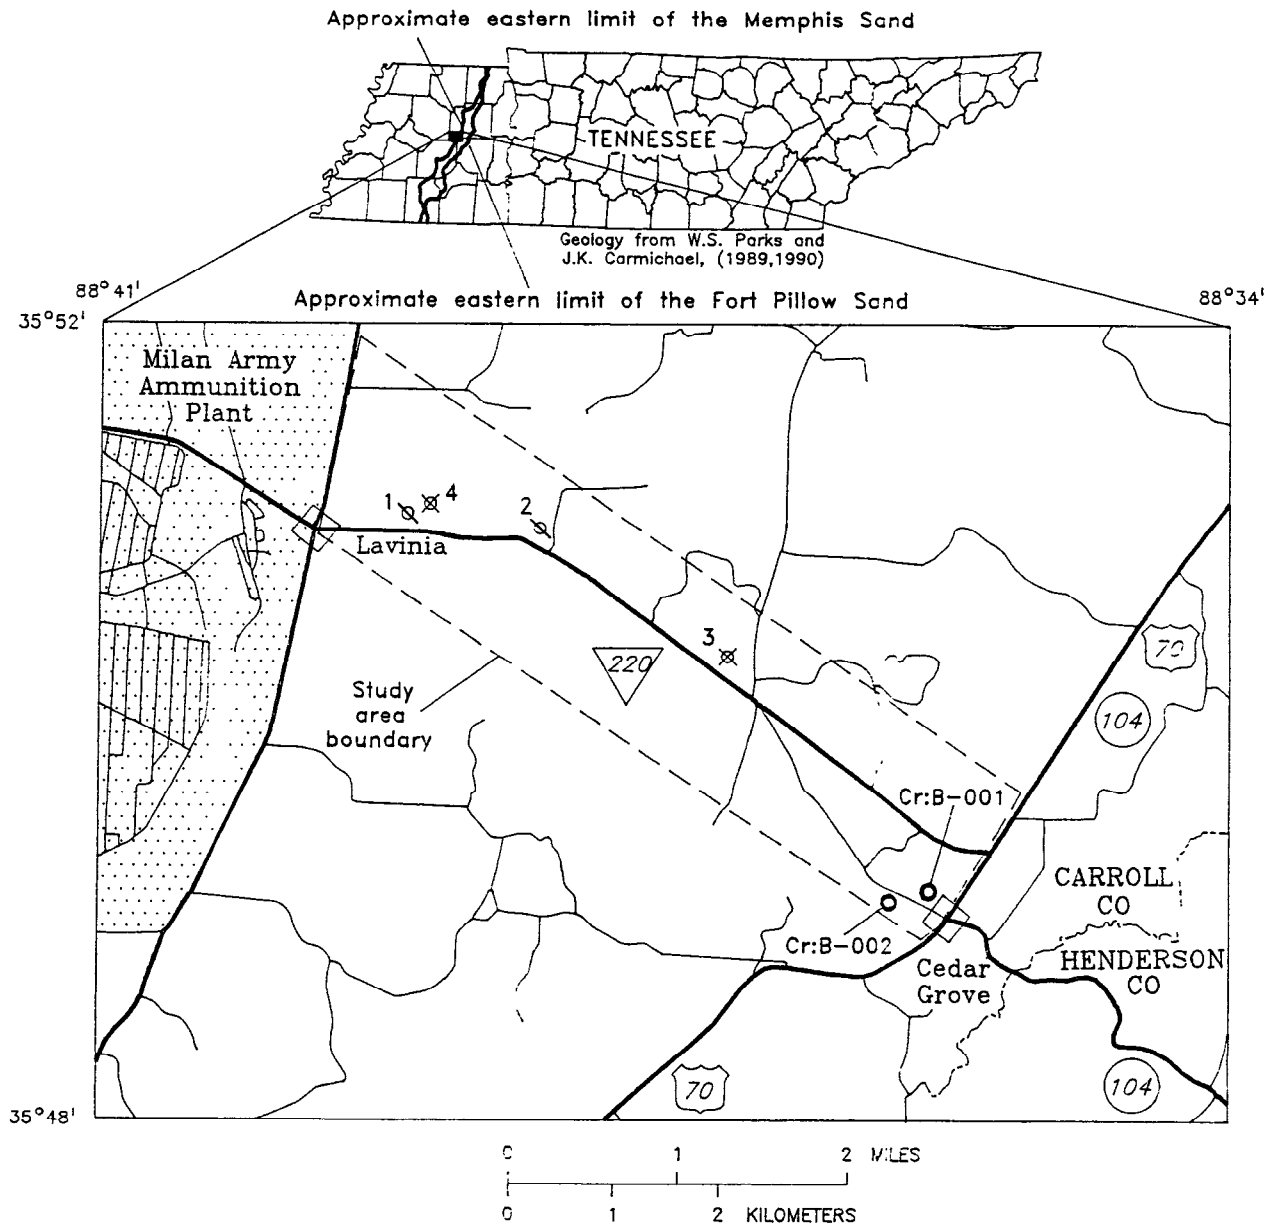 Approximate eastern limit of the Memphis Sand
TENNESSEE
Geology from W.S. Parks and
J.K. Carmichael, (1989,1990)
Approximate eastern limit of the Fort Pillow Sand
88°41'
88°34'
35°52'
Milan Army
Ammunition
Plant
1
4
2
Lavinia
3
220
70
Study
area
boundary
104
Cr:B-001
CARROLL
CO
Cr:B-002
HENDERSON
CO
Cedar
Grove
70
104
35°48'
0 1 2 MILES
0 1 2 KILOMETERS